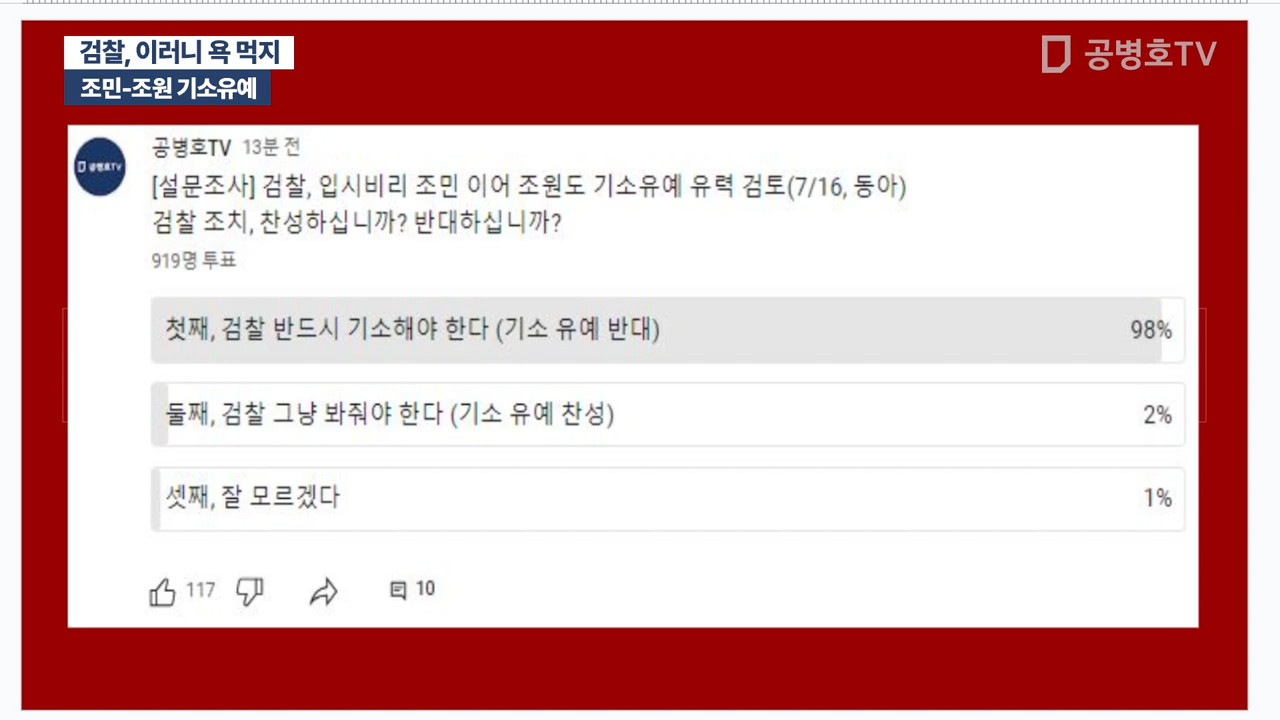 검찰, 이러니 욕 먹지
조민-조원 기소유예
공병호TV
공병호TV
공병호TV 13분 전
[설문조사] 검찰, 입시비리 조민 이어 조원도 기소유예 유력 검토(7/16, 동아)
검찰 조치, 찬성하십니까? 반대하십니까?
919명 투표
첫째, 검찰 반드시 기소해야 한다 (기소 유예 반대) 98%
둘째, 검찰 그냥 봐줘야 한다 (기소 유예 찬성) 2%
셋째, 잘 모르겠다 1%
117 10